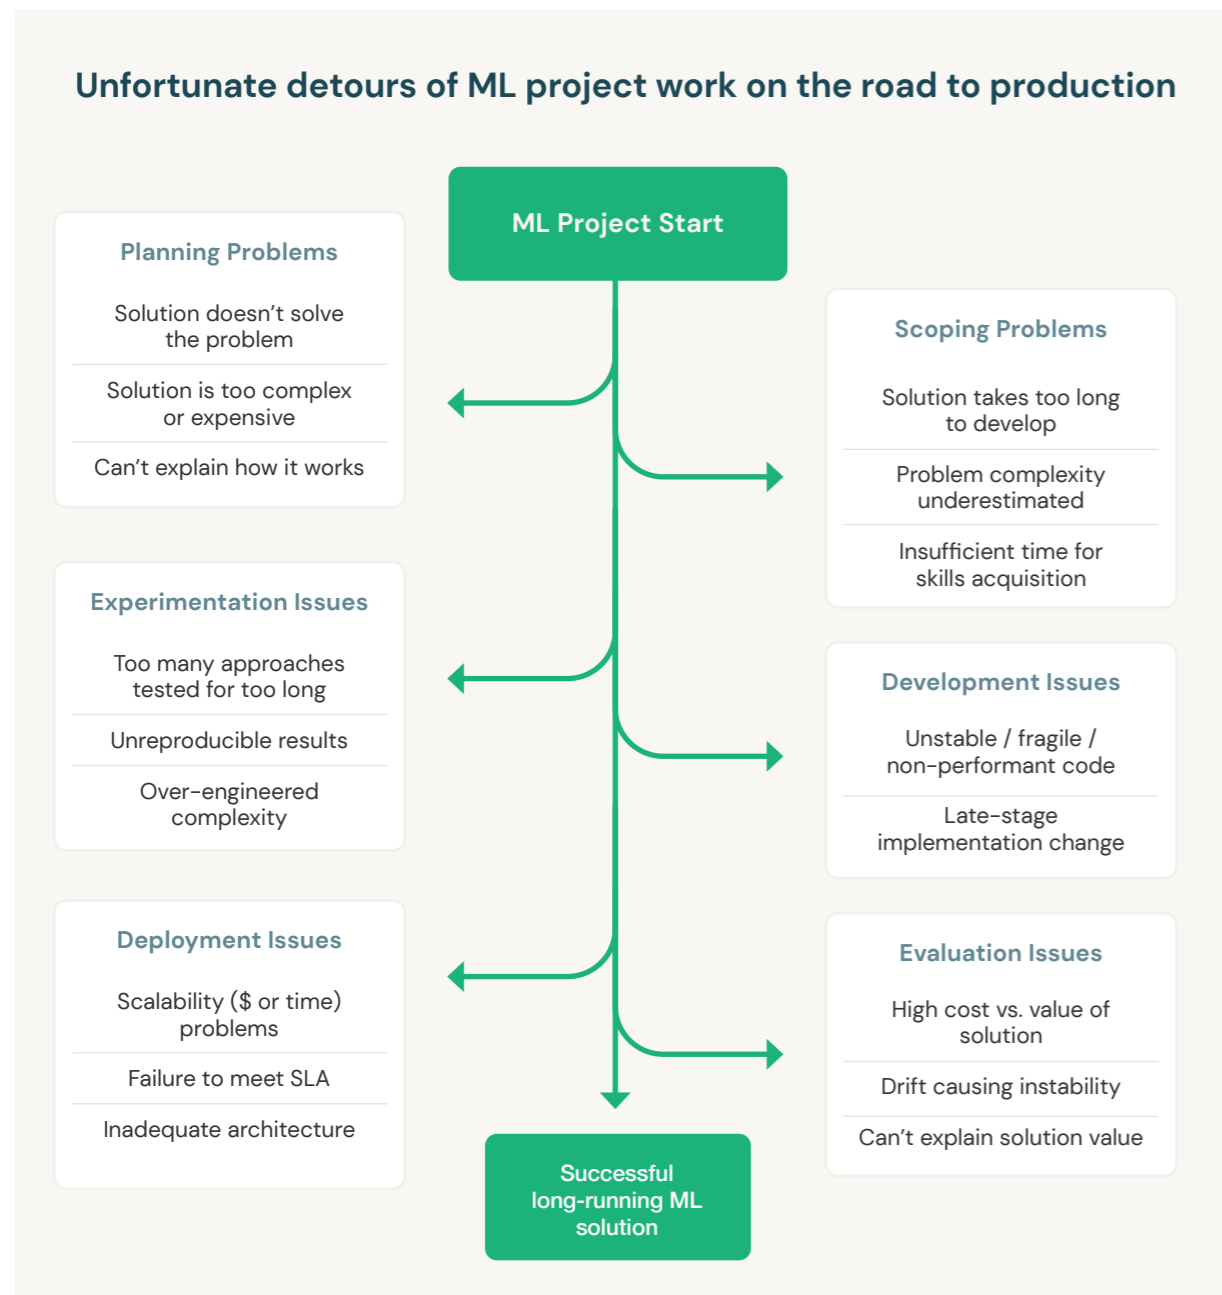 Unfortunate detours of ML project work on the road to production
ML Project Start
Planning Problems
Solution doesn’t solve
the problem
Solution is too complex
or expensive
Can’t explain how it works
Scoping Problems
Solution takes too long
to develop
Problem complexity
underestimated
Insufficient time for
skills acquisition
Experimentation Issues
Too many approaches
tested for too long
Unreproducible results
Over-engineered
complexity
Development Issues
Unstable / fragile /
non-performant code
Late-stage
implementation change
Deployment Issues
Scalability ($ or time)
problems
Failure to meet SLA
Inadequate architecture
Evaluation Issues
High cost vs. value of
solution
Drift causing instability
Can’t explain solution value
Successful
long-running ML
solution